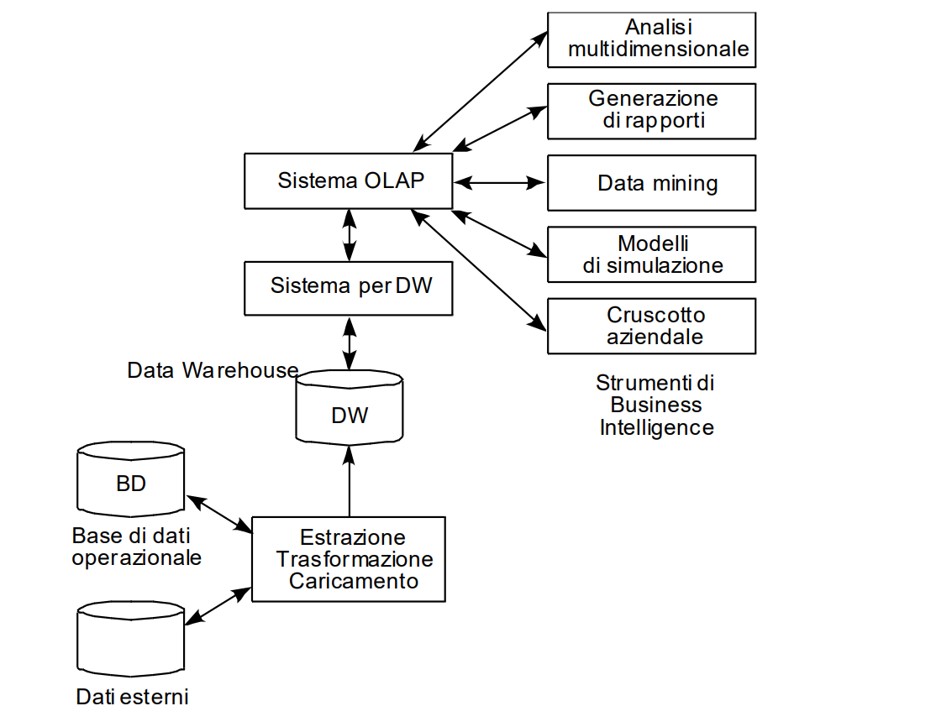 Analisi
multidimensionale
Generazione
di rapporti
Sistema OLAP
Data mining
Modelli
di simulazione
Sistema per DW
Cruscotto
aziendale
Data Warehouse
Strumenti di
Business
Intelligence
DW
BD
Base di dati
operazionale
Estrazione
Trasformazione
Caricamento
Dati esterni